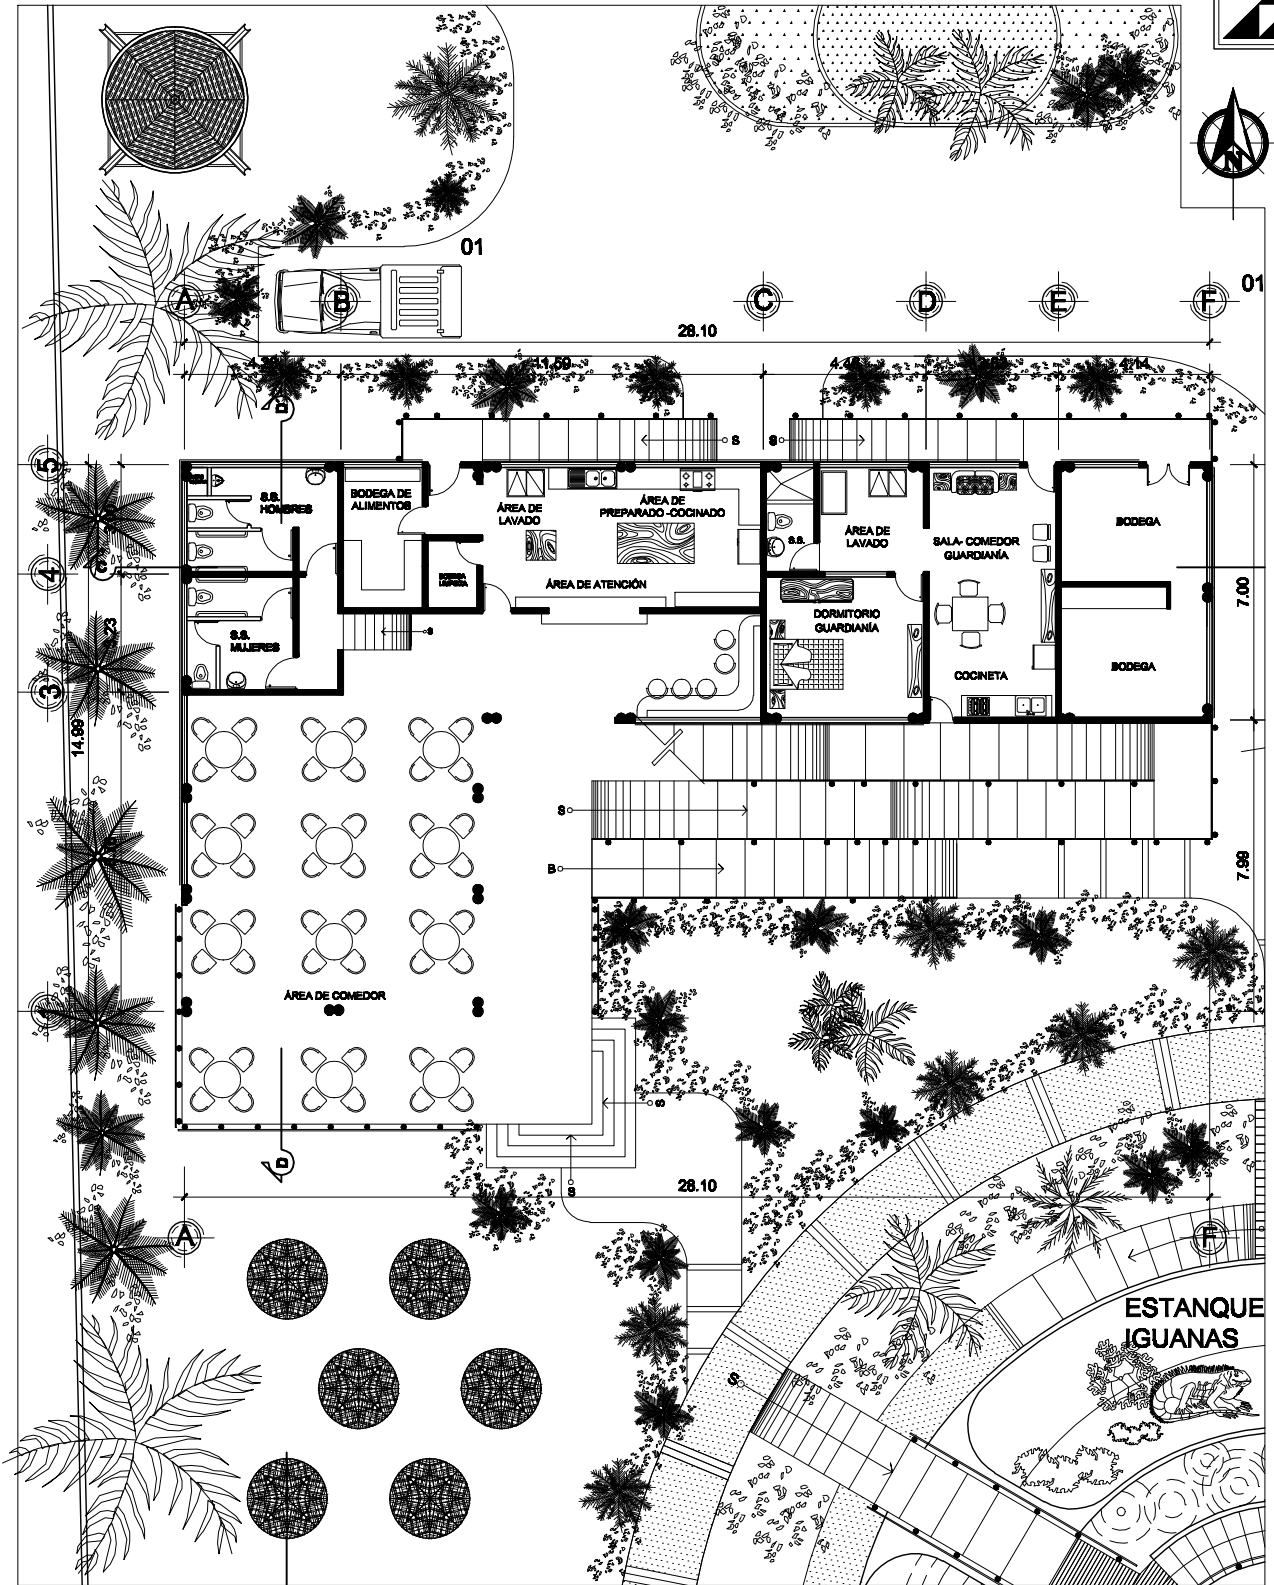 N
01
01
A
B
C
D
E
F
28.10
11.59
4.14
D
S
S
5
S.S.
HOMBRES
BODEGA DE
ALIMENTOS
ÁREA DE
LAVADO
ÁREA DE
PREPARADO -COCINADO
S.S.
ÁREA DE
LAVADO
SALA- COMEDOR
GUARDIANÍA
BODEGA
4
C
ÁREA DE ATENCIÓN
7.00
S.S.
MUJERES
S
DORMITORIO
GUARDIANÍA
COCINETA
BODEGA
3
14.99
S
B
7.99
ÁREA DE COMEDOR
S
D
S
28.10
A
F
ESTANQUE
IGUANAS
S